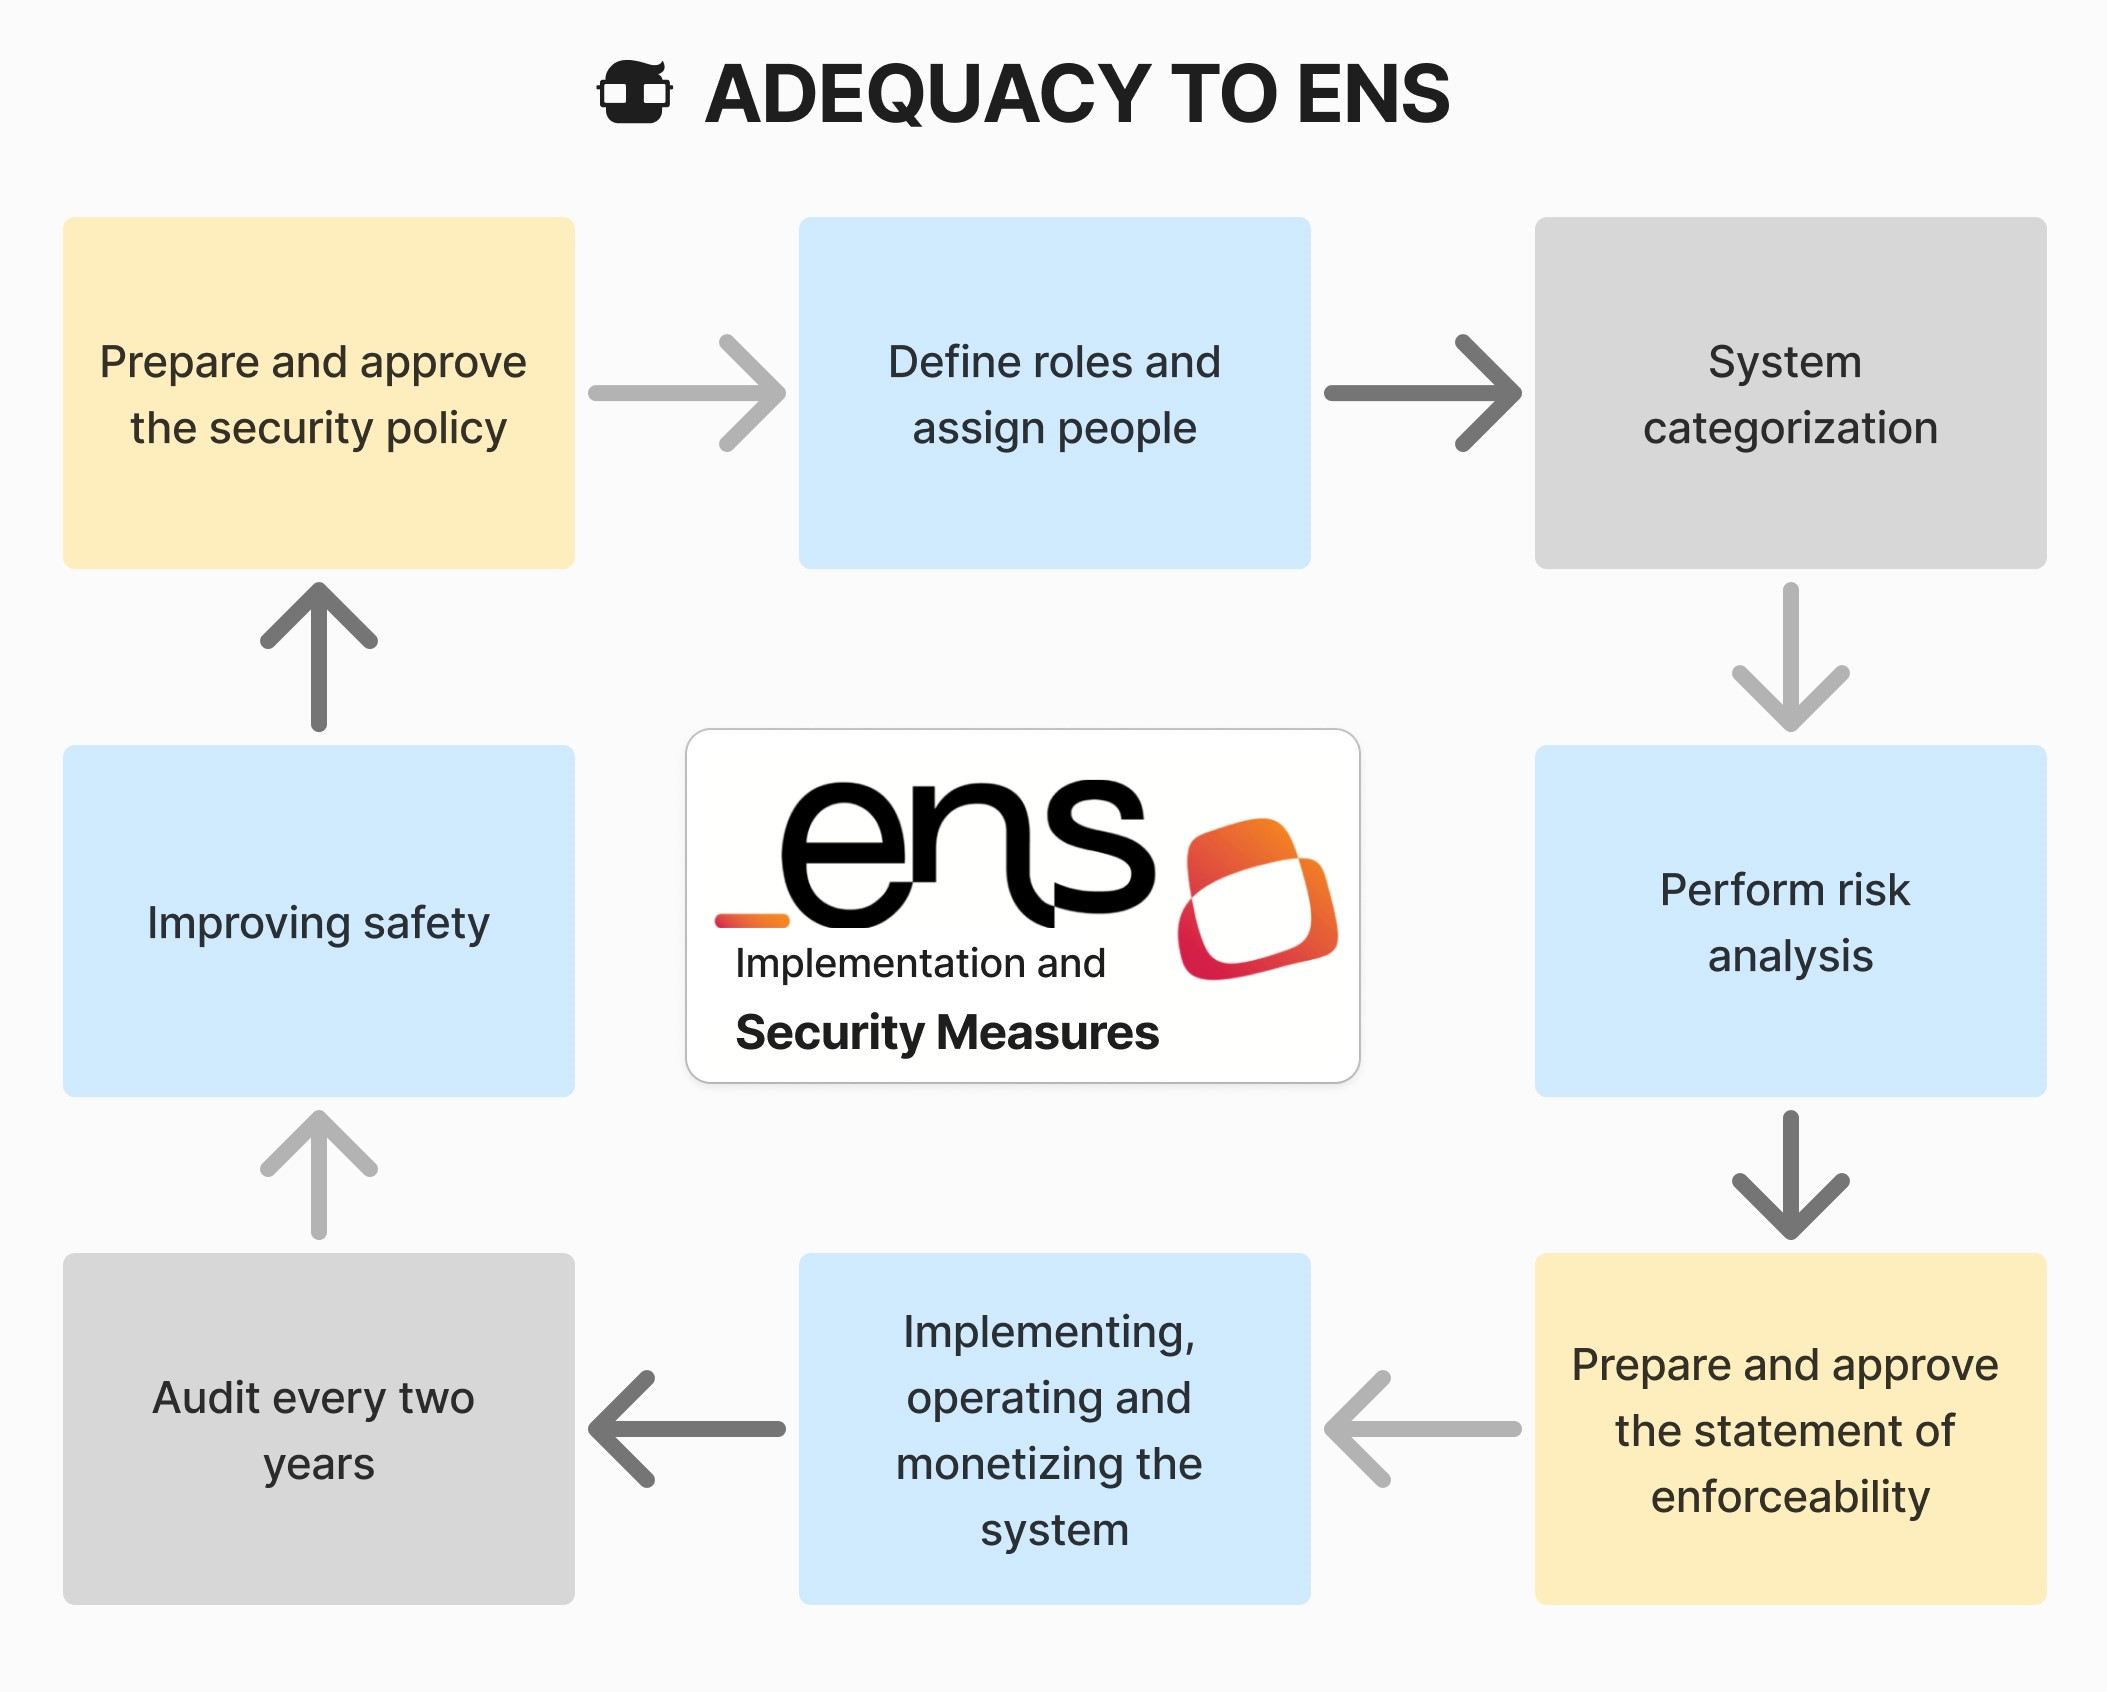 ADEQUACY TO ENS
Prepare and approve
the security policy
Define roles and
assign people
System
categorization
Improving safety
ens
Implementation and
Security Measures
Perform risk
analysis
Audit every two
years
Implementing,
operating and
monetizing the
system
Prepare and approve
the statement of
enforceability